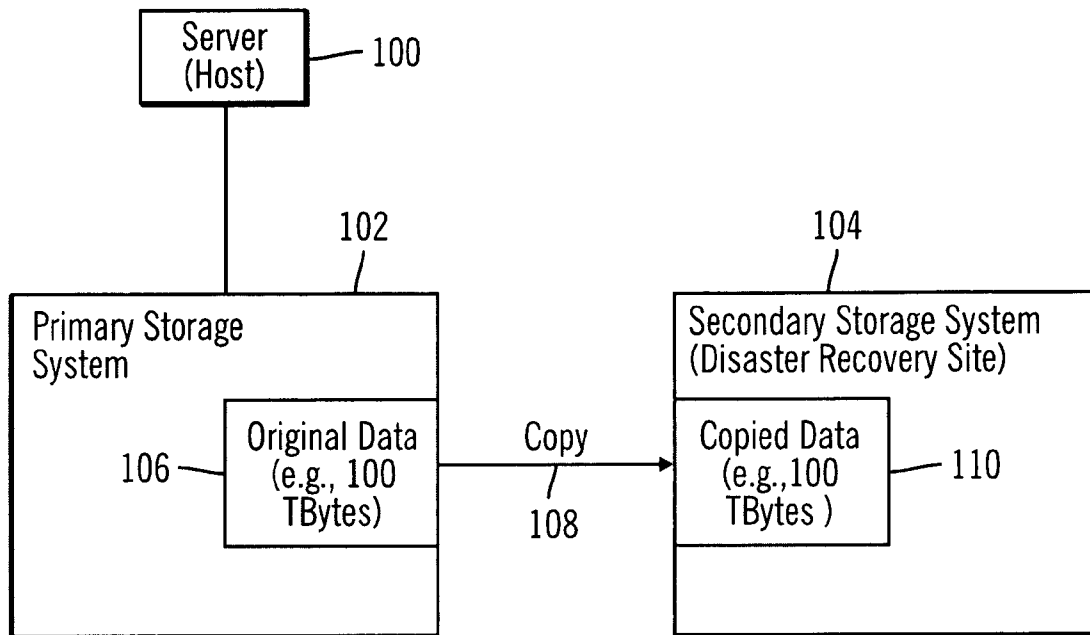 Server
(Host)
100
102
104
Primary Storage
System
Secondary Storage System
(Disaster Recovery Site)
106
Original Data
(e.g., 100
TBytes)
Copy
108
Copied Data
(e.g.,100
TBytes )
110